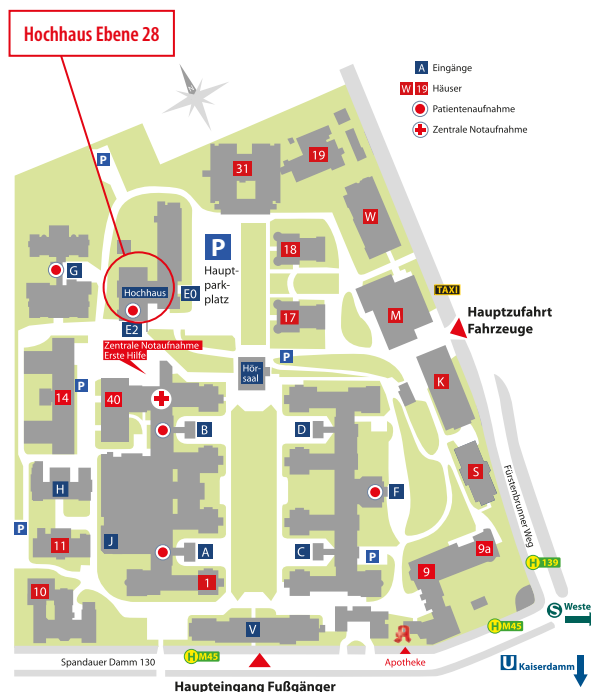 Hochhaus Ebene 28
N
A Eingänge
W 19 Häuser
Patientenaufnahme
Zentrale Notaufnahme
P
31
19
W
G
P
Haupt-
park-
platz
18
Hochhaus
E0
E2
17
M
TAXI
Hauptzufahrt
Fahrzeuge
Zentrale Notaufnahme
Erste Hilfe
P
Hör-
saal
K
14
P
40
B
D
S
H
F
Fürstenbrunner Weg
P
11
J
A
C
P
9a
9
H 139
10
1
V
A
Apotheke
H M45
S Weste
Spandauer Damm 130
H M45
U Kaiserdamm
Haupteingang Fußgänger